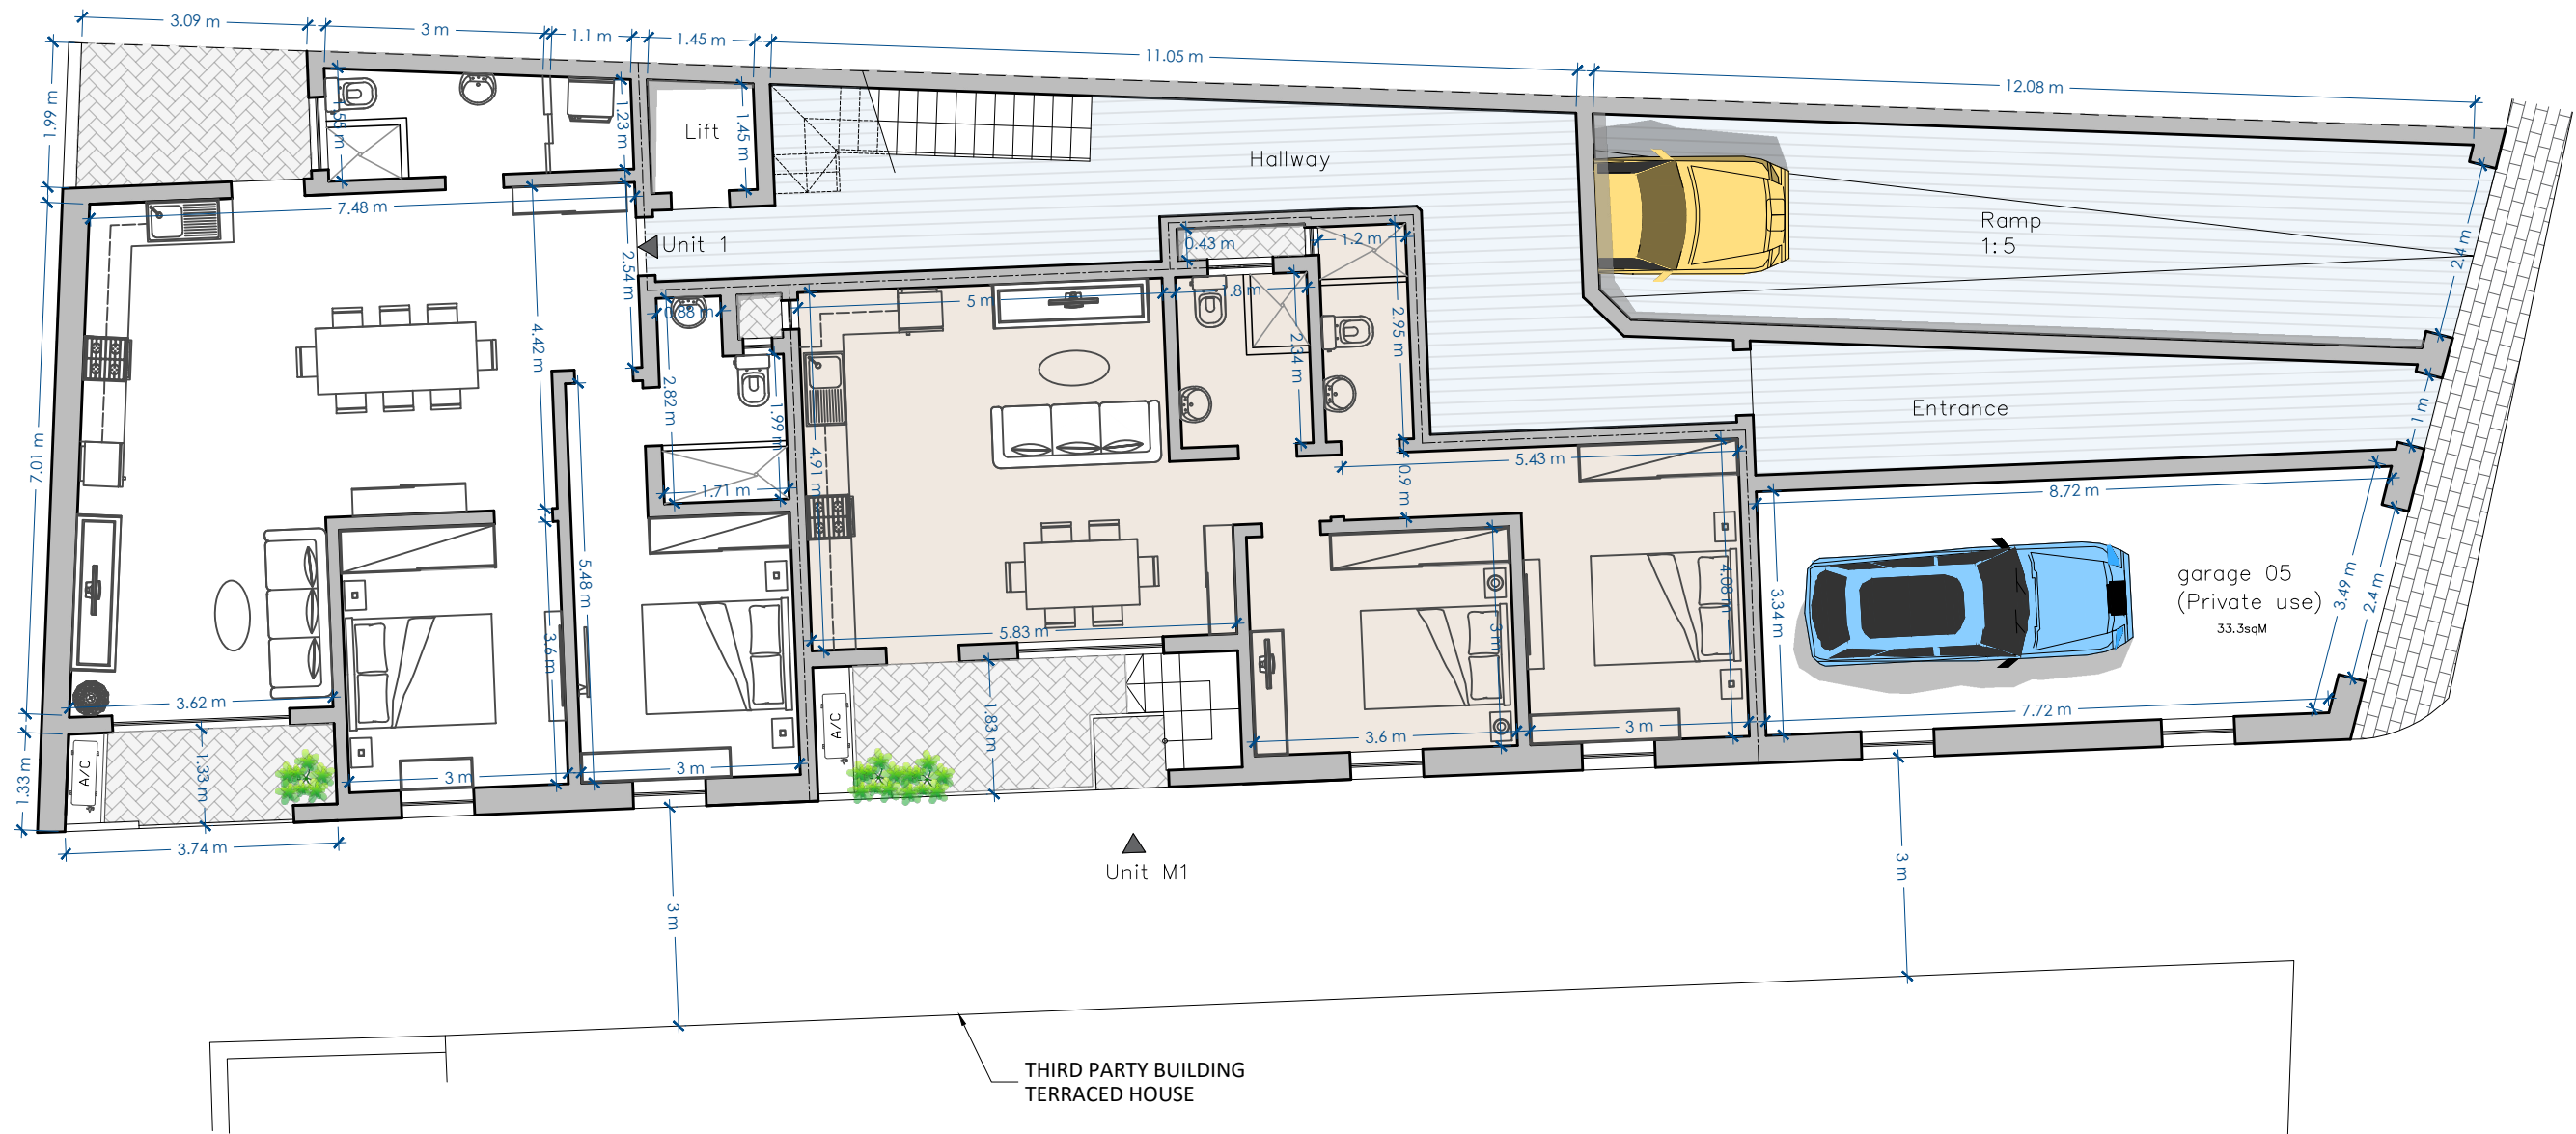 3.09 m
3 m
1.1 m
1.45 m
11.05 m
12.08 m
1.99 m
1.55 m
1.23 m
Lift
1.45 m
Hallway
Ramp
1:5
2.4 m
7.48 m
Unit 1
2.54 m
0.43 m
1.2 m
0.88 m
5 m
1.8 m
4.42 m
2.82 m
1.99 m
2.34 m
2.95 m
Entrance
1 m
7.01 m
4.91 m
1.71 m
0.9 m
5.43 m
8.72 m
5.48 m
garage 05
(Private use)
33.3sqM
3.49 m
2.4 m
3.34 m
4.08 m
3.6 m
3 m
5.83 m
3.62 m
1.83 m
A/C
3.6 m
3 m
7.72 m
1.33 m
A/C
1.33 m
3 m
3 m
3.74 m
Unit M1
3 m
3 m
THIRD PARTY BUILDING
TERRACED HOUSE